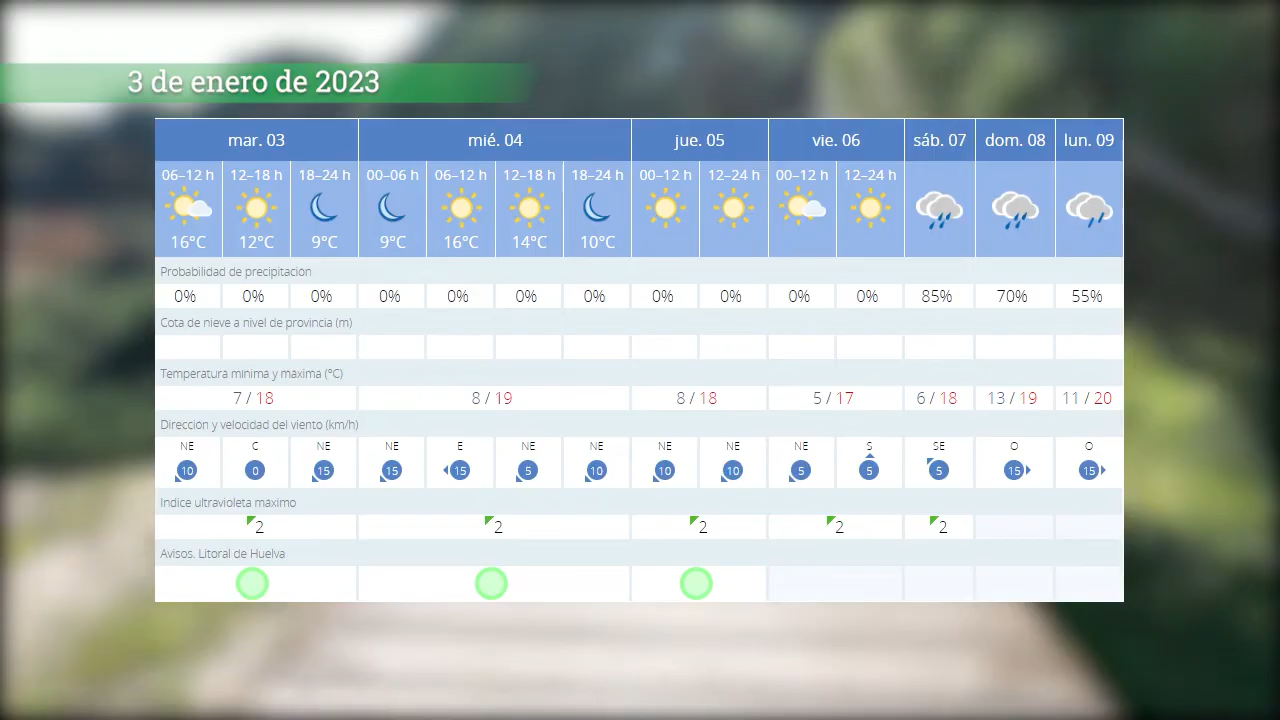 3 de enero de 2023
mar. 03 mié. 04 jue. 05 vie. 06 sáb. 07 dom. 08 lun. 09
06–12 h 12–18 h 18–24 h 00–06 h 06–12 h 12–18 h 18–24 h 00–12 h 12–24 h 00–12 h 12–24 h
16°C 12°C 9°C 9°C 16°C 14°C 10°C
Probabilidad de precipitación
0% 0% 0% 0% 0% 0% 0% 0% 0% 0% 0% 85% 70% 55%
Cota de nieve a nivel de provincia (m)
Temperatura mínima y máxima (°C)
7 / 18 8 / 19 8 / 18 5 / 17 6 / 18 13 / 19 11 / 20
Dirección y velocidad del viento (km/h)
NE C NE NE E NE NE NE NE NE S SE O O
10 0 15 15 15 5 10 10 10 5 5 5 15 15
Indice ultravioleta máximo
2 2 2 2 2
Avisos. Litoral de Huelva